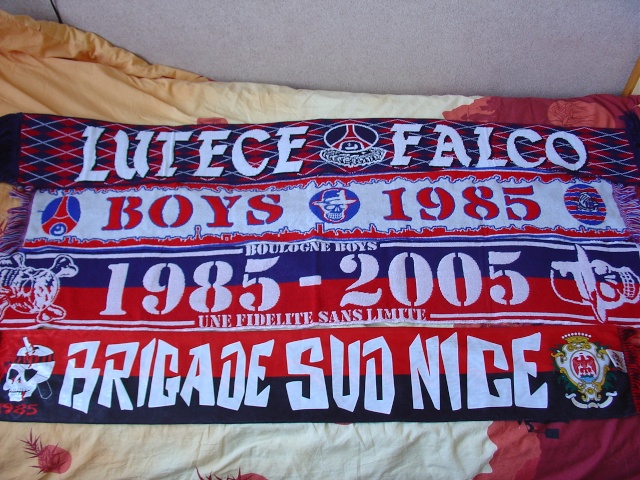 LUTECE FALCO
BOYS 1985
BOULOGNE BOYS
1985 - 2005
UNE FIDELITE SANS LIMITE
BRIGADE SUD NICE
1985